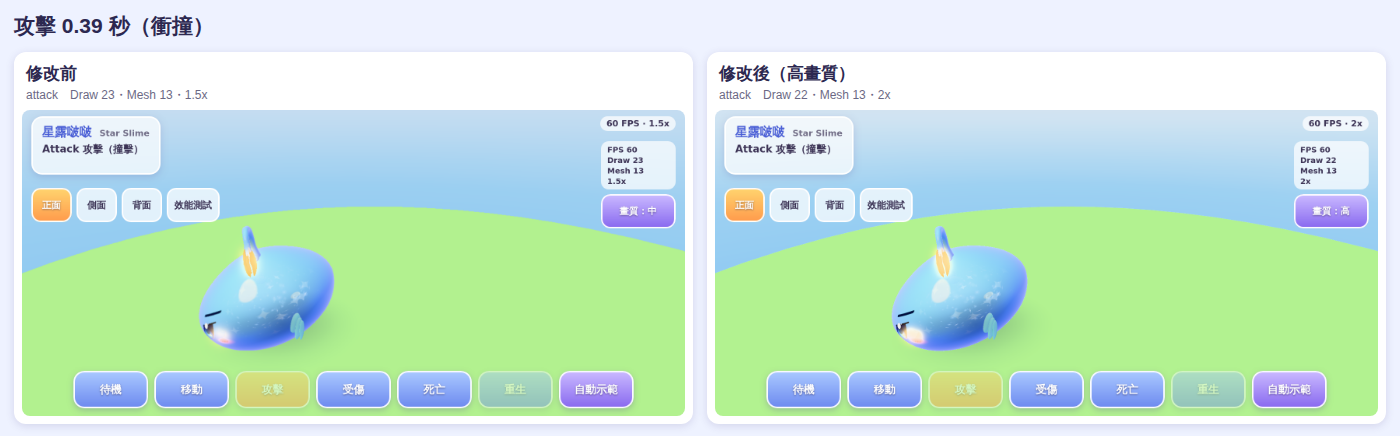 攻擊 0.39 秒（衝撞）
修改前
attack Draw 23・Mesh 13・1.5x
星露啵啵 Star Slime
Attack 攻擊（撞擊）
60 FPS · 1.5x
FPS 60
Draw 23
Mesh 13
1.5x
正面 側面 背面 效能測試
畫質：中
待機 移動 攻擊 受傷 死亡 重生 自動示範
修改後（高畫質）
attack Draw 22・Mesh 13・2x
星露啵啵 Star Slime
Attack 攻擊（撞擊）
60 FPS · 2x
FPS 60
Draw 22
Mesh 13
2x
正面 側面 背面 效能測試
畫質：高
待機 移動 攻擊 受傷 死亡 重生 自動示範